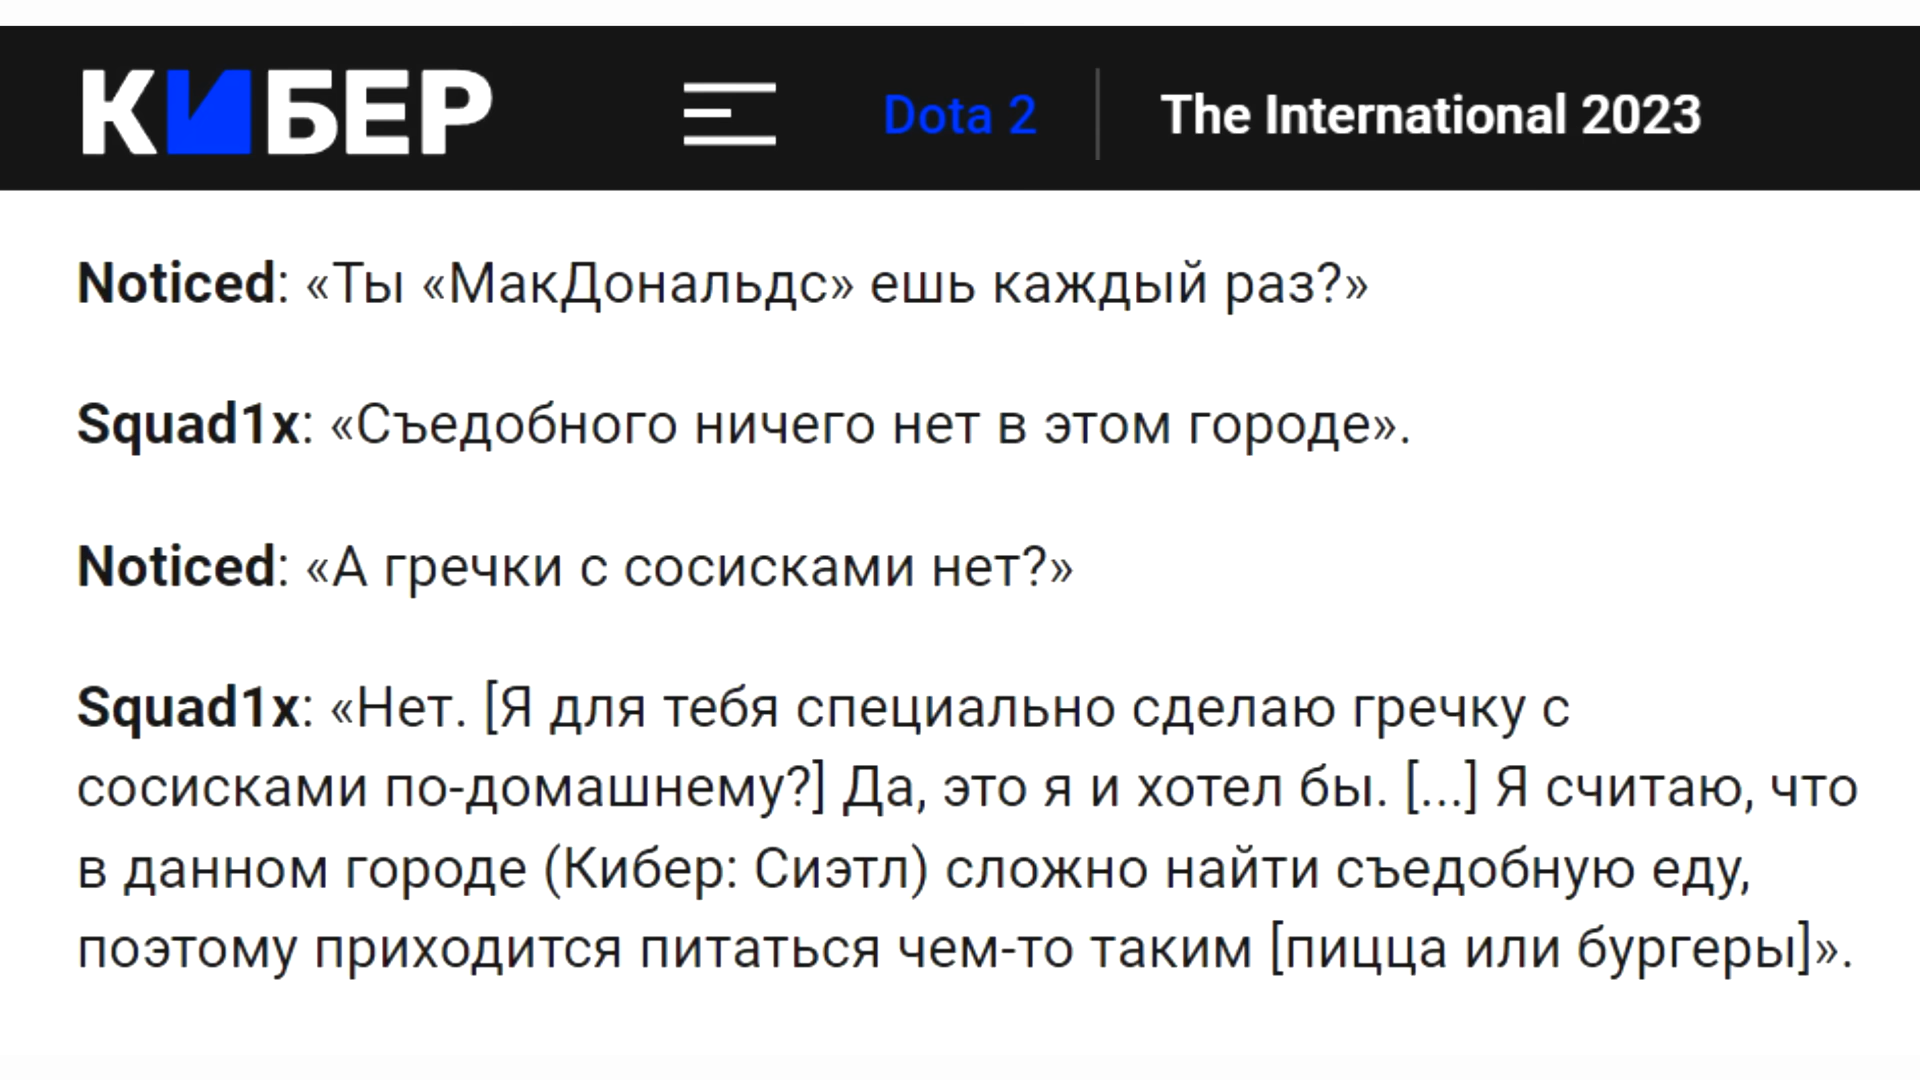 КИБЕР
Dota 2
The International 2023
Noticed: «Ты «МакДональдс» ешь каждый раз?»
Squad1x: «Съедобного ничего нет в этом городе».
Noticed: «А гречки с сосисками нет?»
Squad1x: «Нет. [Я для тебя специально сделаю гречку с
сосисками по-домашнему?] Да, это я и хотел бы. [...] Я считаю, что
в данном городе (Кибер: Сиэтл) сложно найти съедобную еду,
поэтому приходится питаться чем-то таким [пицца или бургеры]».